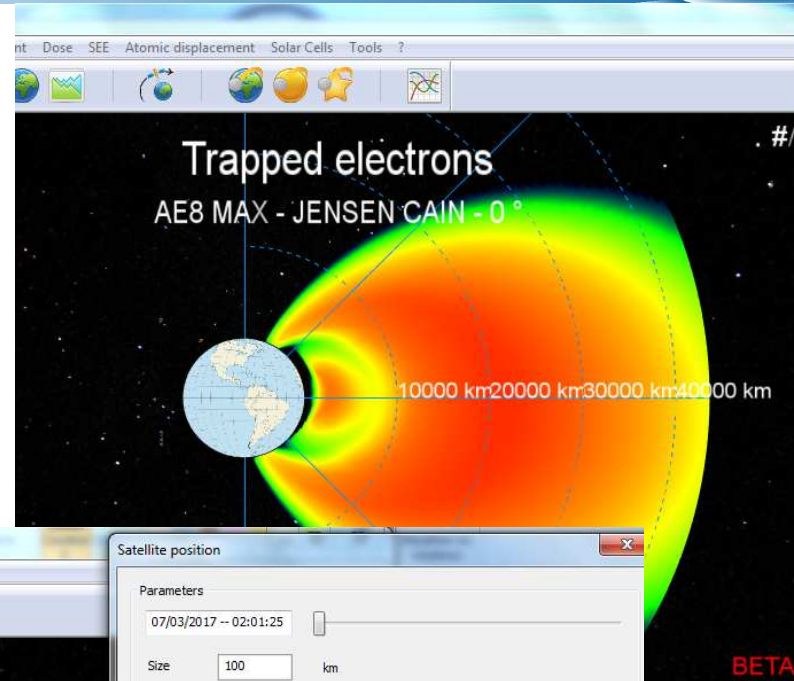 nt Dose SEE Atomic displacement Solar Cells Tools ?
Trapped electrons
. #/
AE8 MAX - JENSEN CAIN - 0 °
10000 km20000 km30000 km40000 km
Satellite position
Parameters
07/03/2017 -- 02:01:25
Size 100 km
BETA